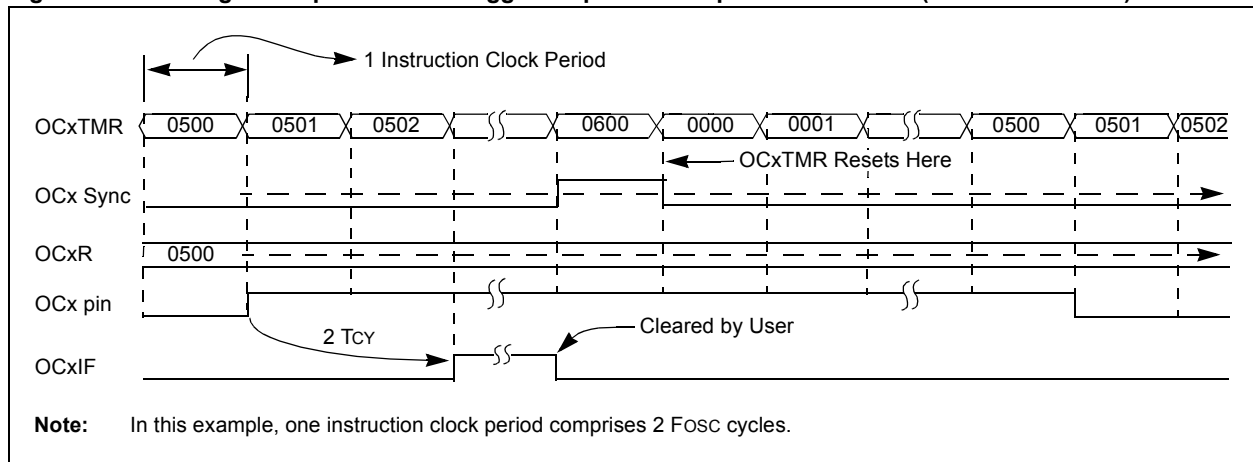 1 Instruction Clock Period
OCxTMR 0500 0501 0502 0600 0000 0001 0500 0501 0502
OCxTMR Resets Here
OCx Sync
OCxR 0500
OCx pin
Cleared by User
2 TCY
OCxIF
Note: In this example, one instruction clock period comprises 2 FOSC cycles.